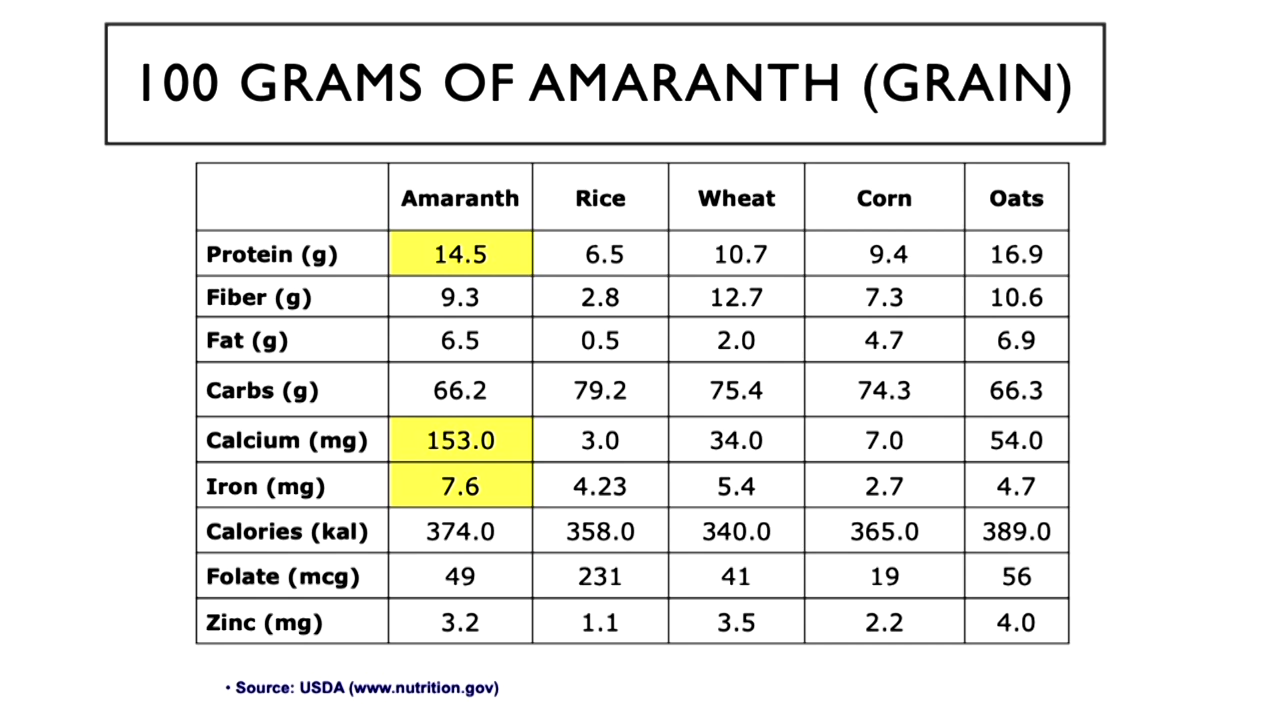 100 GRAMS OF AMARANTH (GRAIN)
Amaranth Rice Wheat Corn Oats
Protein (g) 14.5 6.5 10.7 9.4 16.9
Fiber (g) 9.3 2.8 12.7 7.3 10.6
Fat (g) 6.5 0.5 2.0 4.7 6.9
Carbs (g) 66.2 79.2 75.4 74.3 66.3
Calcium (mg) 153.0 3.0 34.0 7.0 54.0
Iron (mg) 7.6 4.23 5.4 2.7 4.7
Calories (kal) 374.0 358.0 340.0 365.0 389.0
Folate (mcg) 49 231 41 19 56
Zinc (mg) 3.2 1.1 3.5 2.2 4.0
• Source: USDA (www.nutrition.gov)